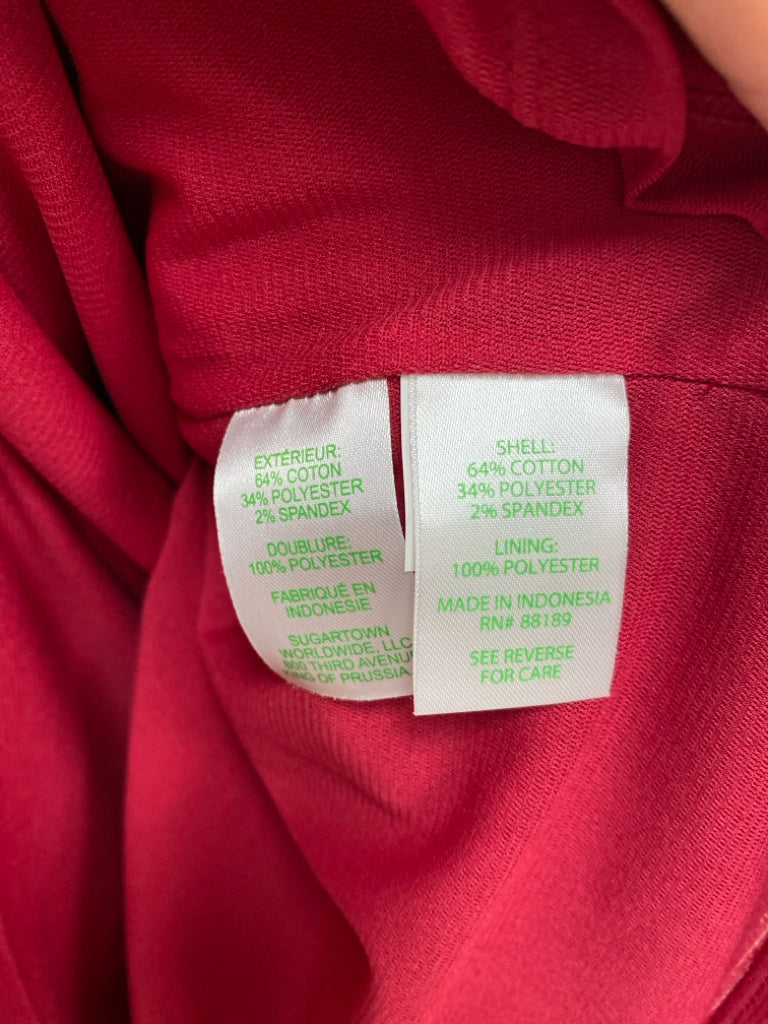 EXTÉRIEUR:
64% COTON
34% POLYESTER
2% SPANDEX
DOUBLURE:
100% POLYESTER
FABRIQUÉ EN
INDONESIE
SUGARTOWN
WORLDWIDE, LLC
800 THIRD AVENU
KING OF PRUSSIA
SHELL:
64% COTTON
34% POLYESTER
2% SPANDEX
LINING:
100% POLYESTER
MADE IN INDONESIA
RN# 88189
SEE REVERSE
FOR CARE